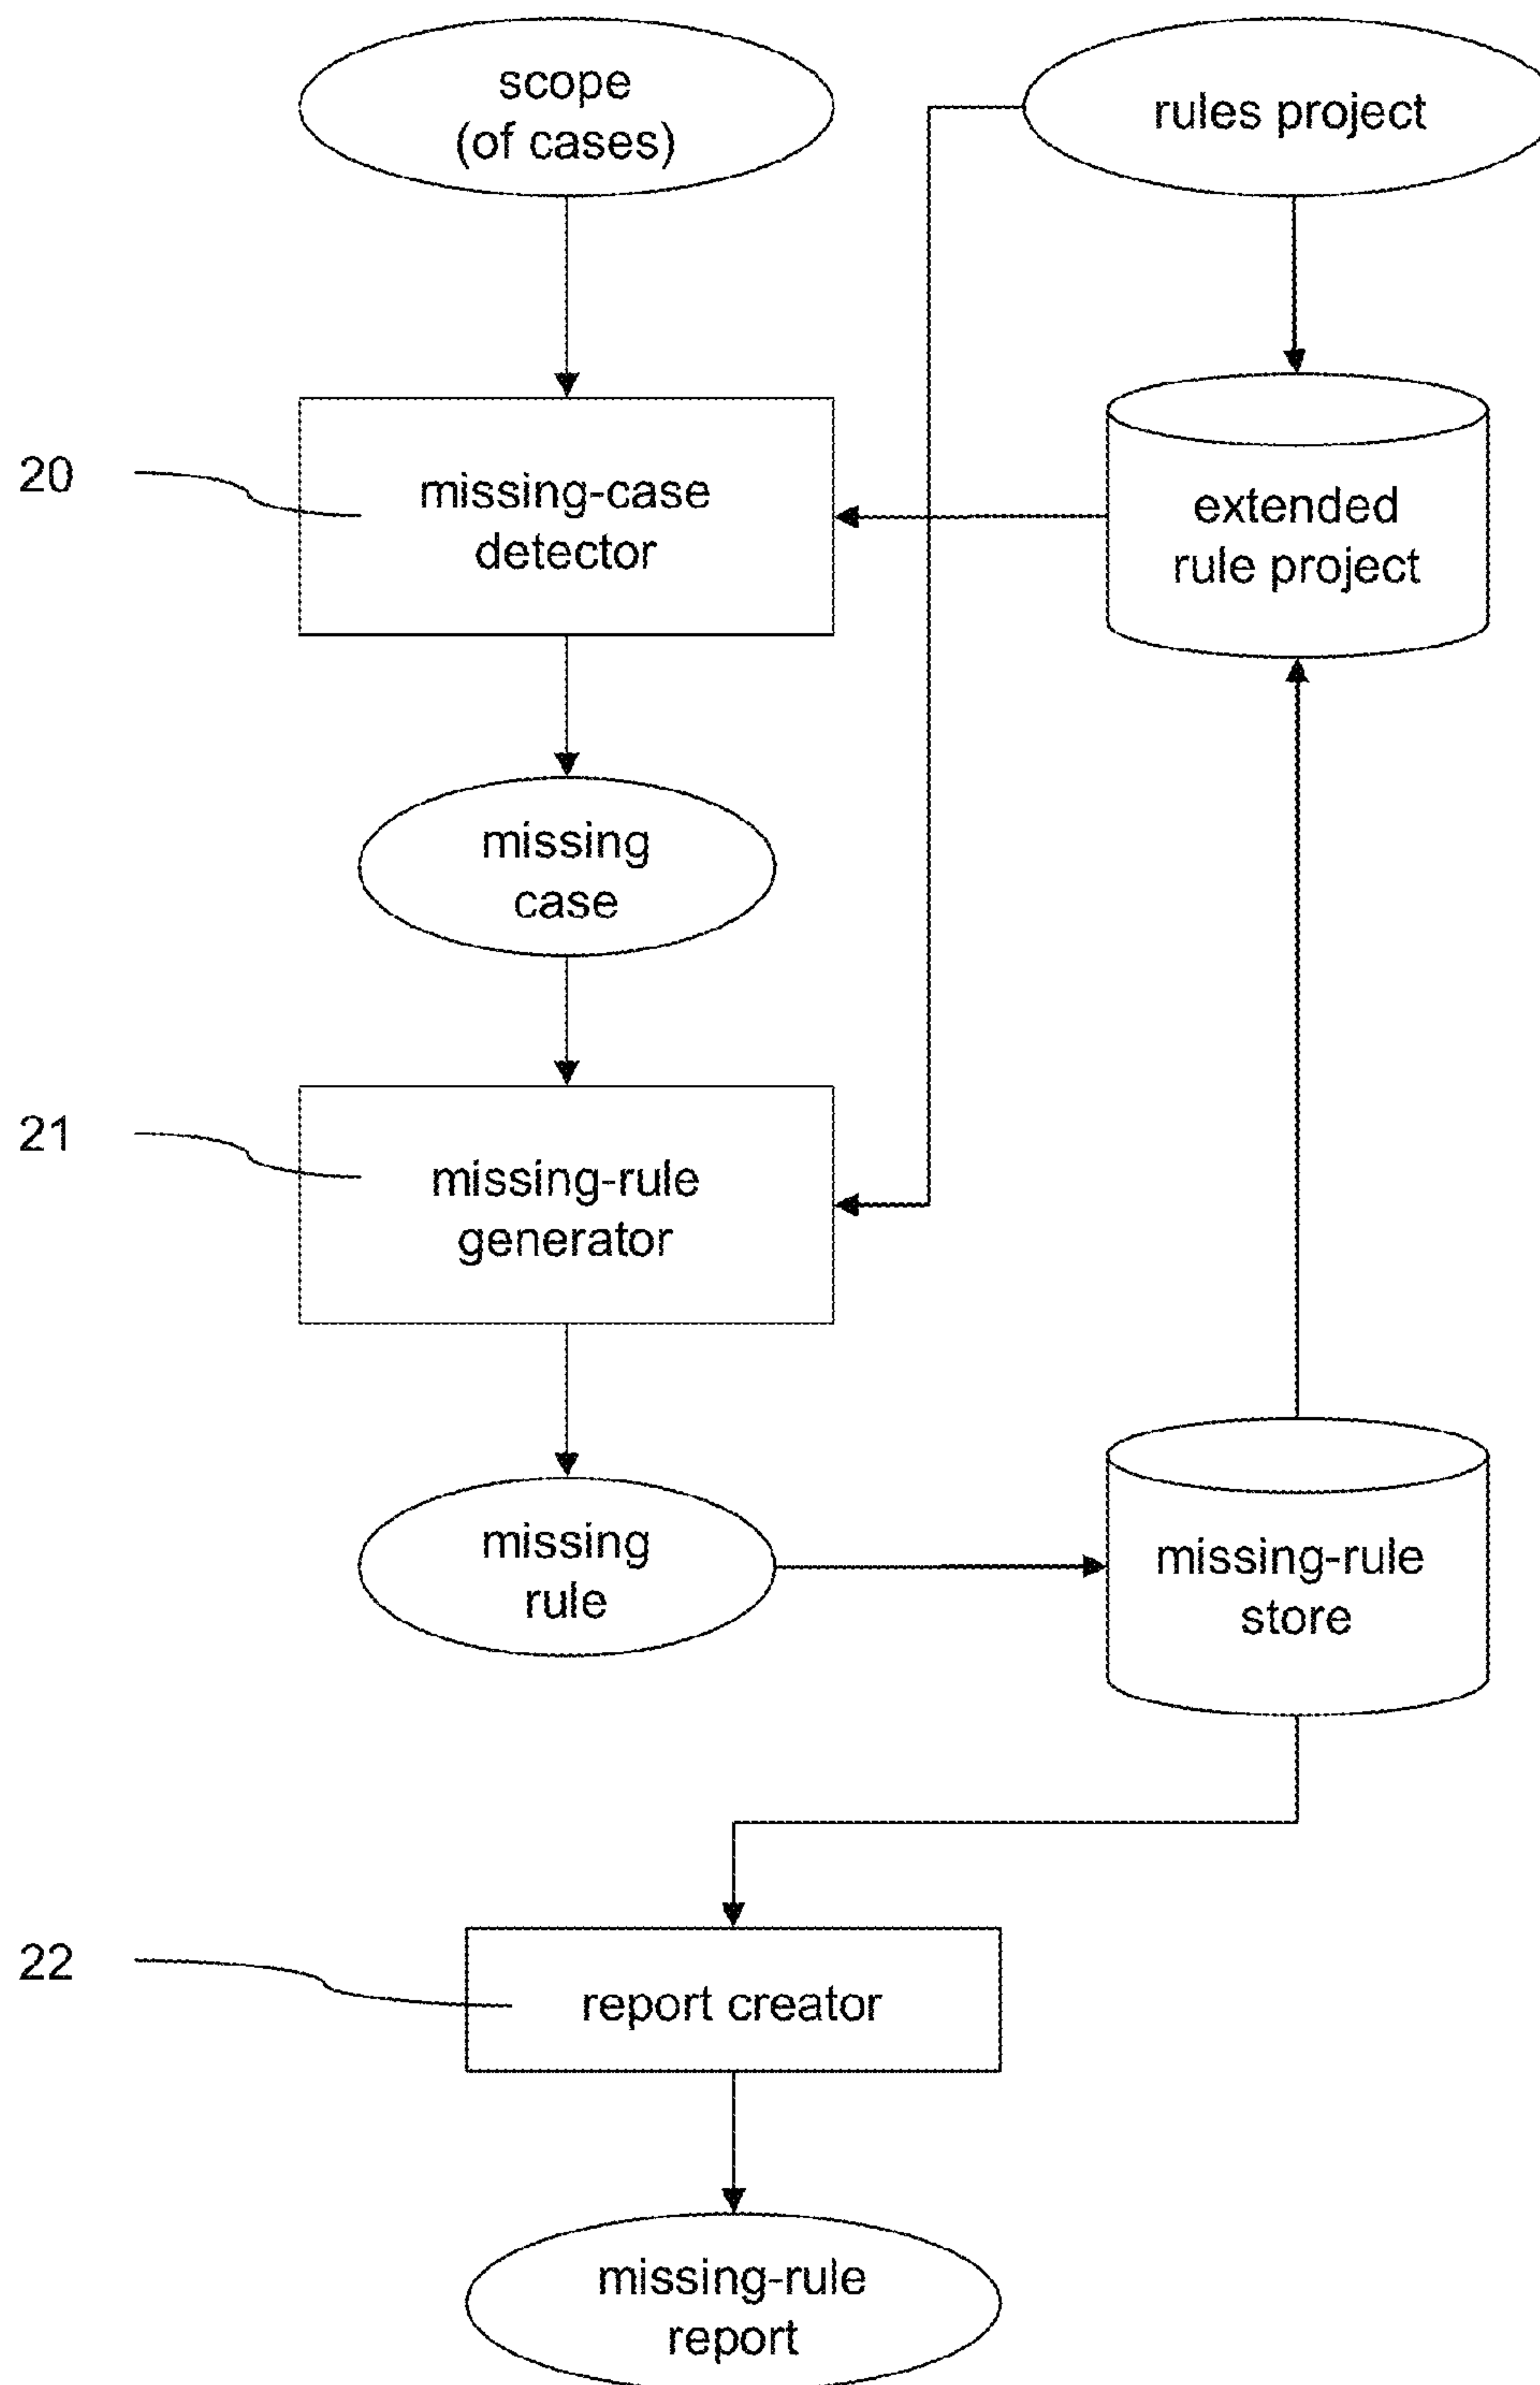 scope
(of cases)
rules project
20
missing-case
detector
extended
rule project
missing
case
21
missing-rule
generator
missing
rule
missing-rule
store
22
report creator
missing-rule
report